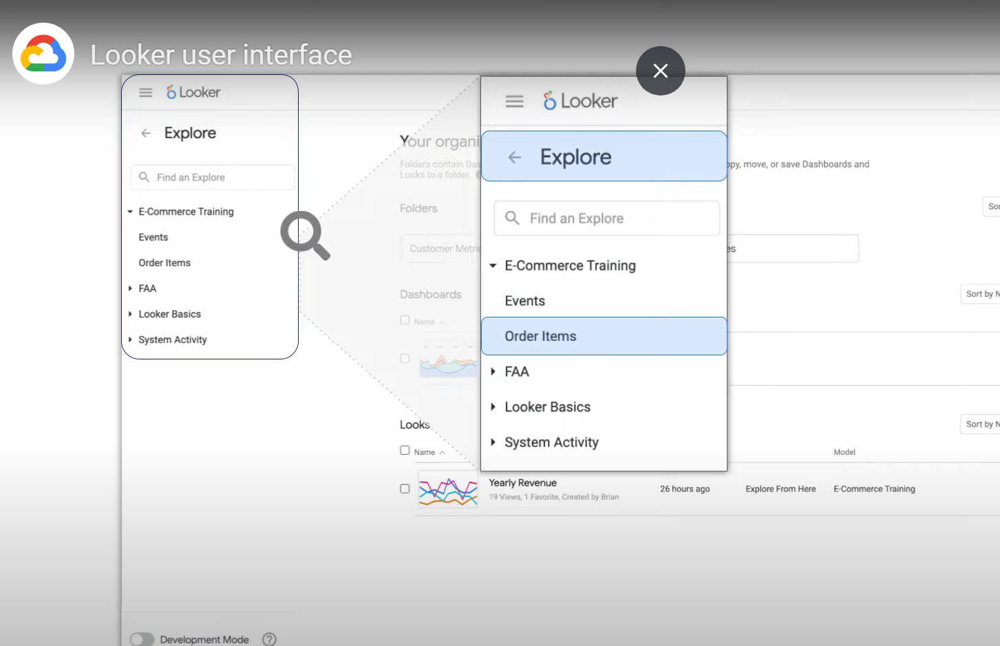 Looker user interface
Looker
Explore
Find an Explore
E-Commerce Training
Events
Order Items
FAA
Looker Basics
System Activity
Development Mode
?
Looker
Explore
Find an Explore
E-Commerce Training
Events
Order Items
FAA
Looker Basics
System Activity
Your organi
Folders contain Das
opy, move, or save Dashboards and
Looks to a folder.
Folders
Sor
Customer Metric
es
Dashboards
Sort by N
Name
Looks
Sort by N
Name
Model
Yearly Revenue
19 Views, 1 Favorite, Created by Brian
26 hours ago
Explore From Here
E-Commerce Training